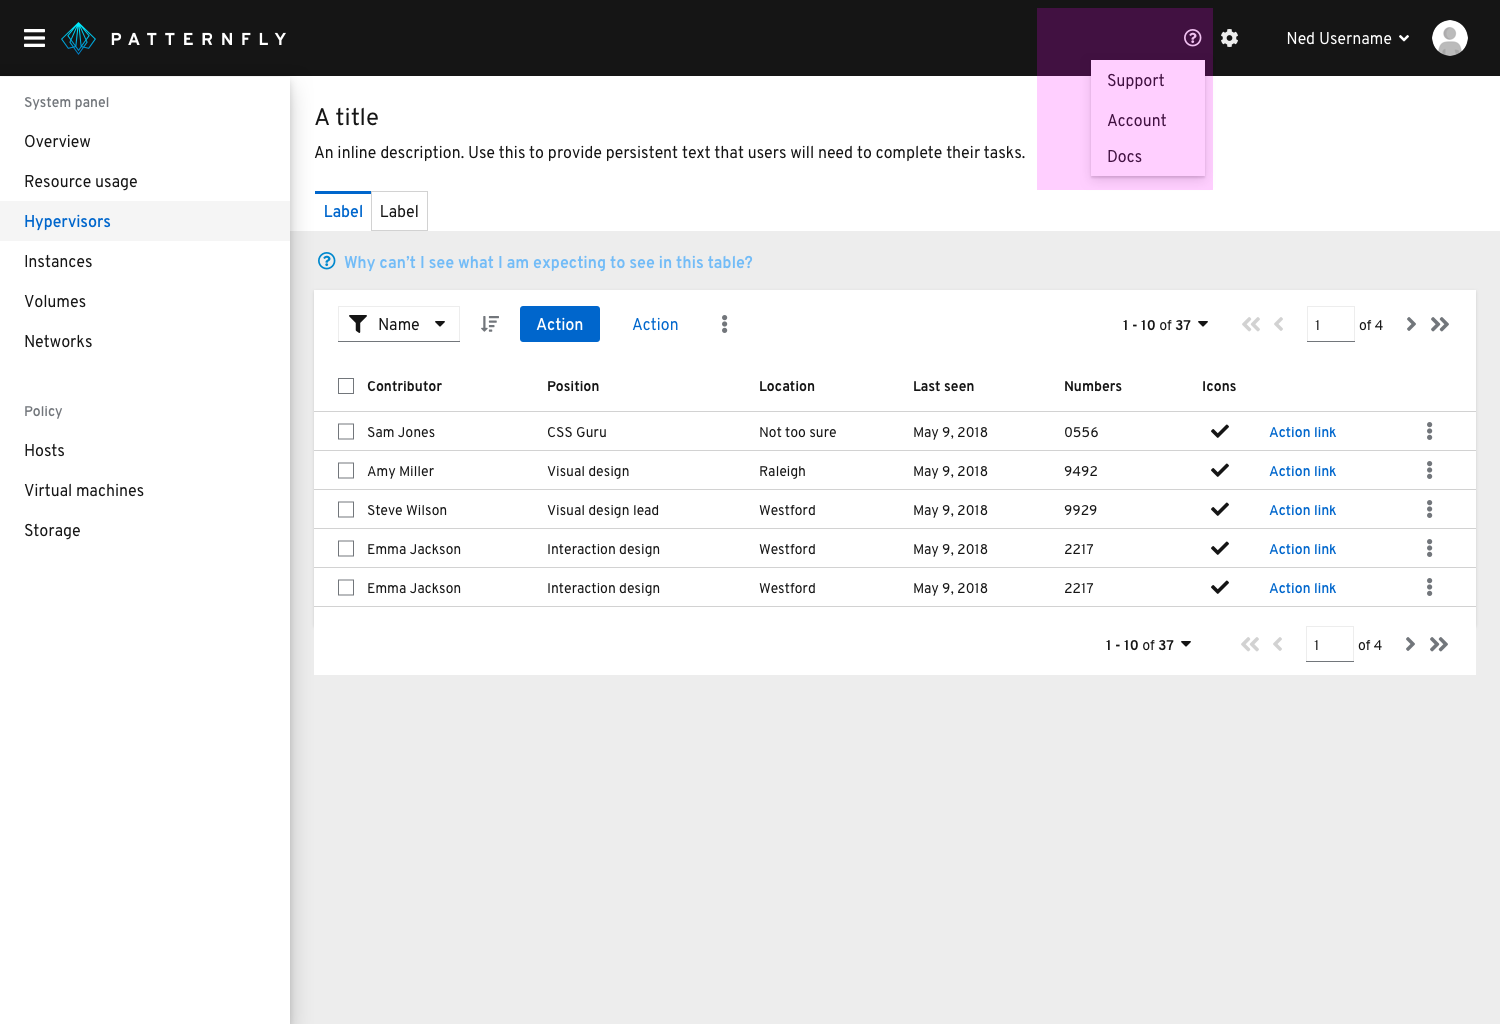 PATTERNFLY
Ned Username
Support
Account
Docs
System panel
Overview
Resource usage
Hypervisors
Instances
Volumes
Networks
Policy
Hosts
Virtual machines
Storage
A title
An inline description. Use this to provide persistent text that users will need to complete their tasks.
Label Label
Why can't I see what I am expecting to see in this table?
Name Action Action 1 - 10 of 37 1 of 4
Contributor Position Location Last seen Numbers Icons
Sam Jones CSS Guru Not too sure May 9, 2018 0556 Action link
Amy Miller Visual design Raleigh May 9, 2018 9492 Action link
Steve Wilson Visual design lead Westford May 9, 2018 9929 Action link
Emma Jackson Interaction design Westford May 9, 2018 2217 Action link
Emma Jackson Interaction design Westford May 9, 2018 2217 Action link
1 - 10 of 37 1 of 4